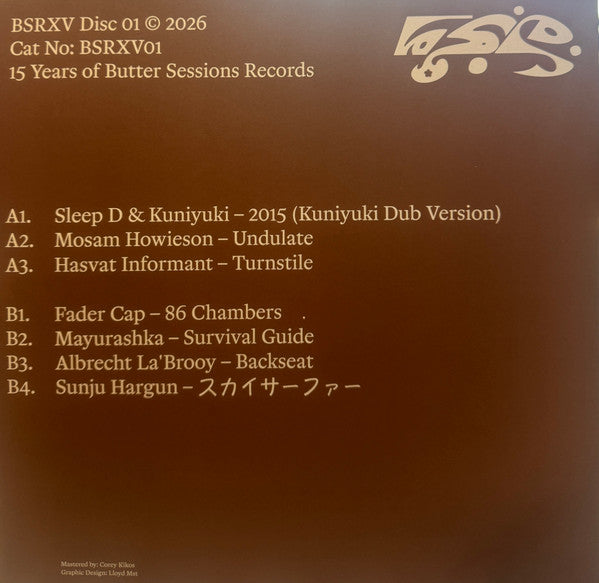 BSRXV Disc 01 © 2026
Cat No: BSRXV01
15 Years of Butter Sessions Records
A1. Sleep D & Kuniyuki – 2015 (Kuniyuki Dub Version)
A2. Mosam Howieson – Undulate
A3. Hasvat Informant – Turnstile
B1. Fader Cap – 86 Chambers
B2. Mayurashka – Survival Guide
B3. Albrecht La'Brooy – Backseat
B4. Sunju Hargun – スカイサーファー
Mastered by: Corey Kikos
Graphic Design: Lloyd Mst